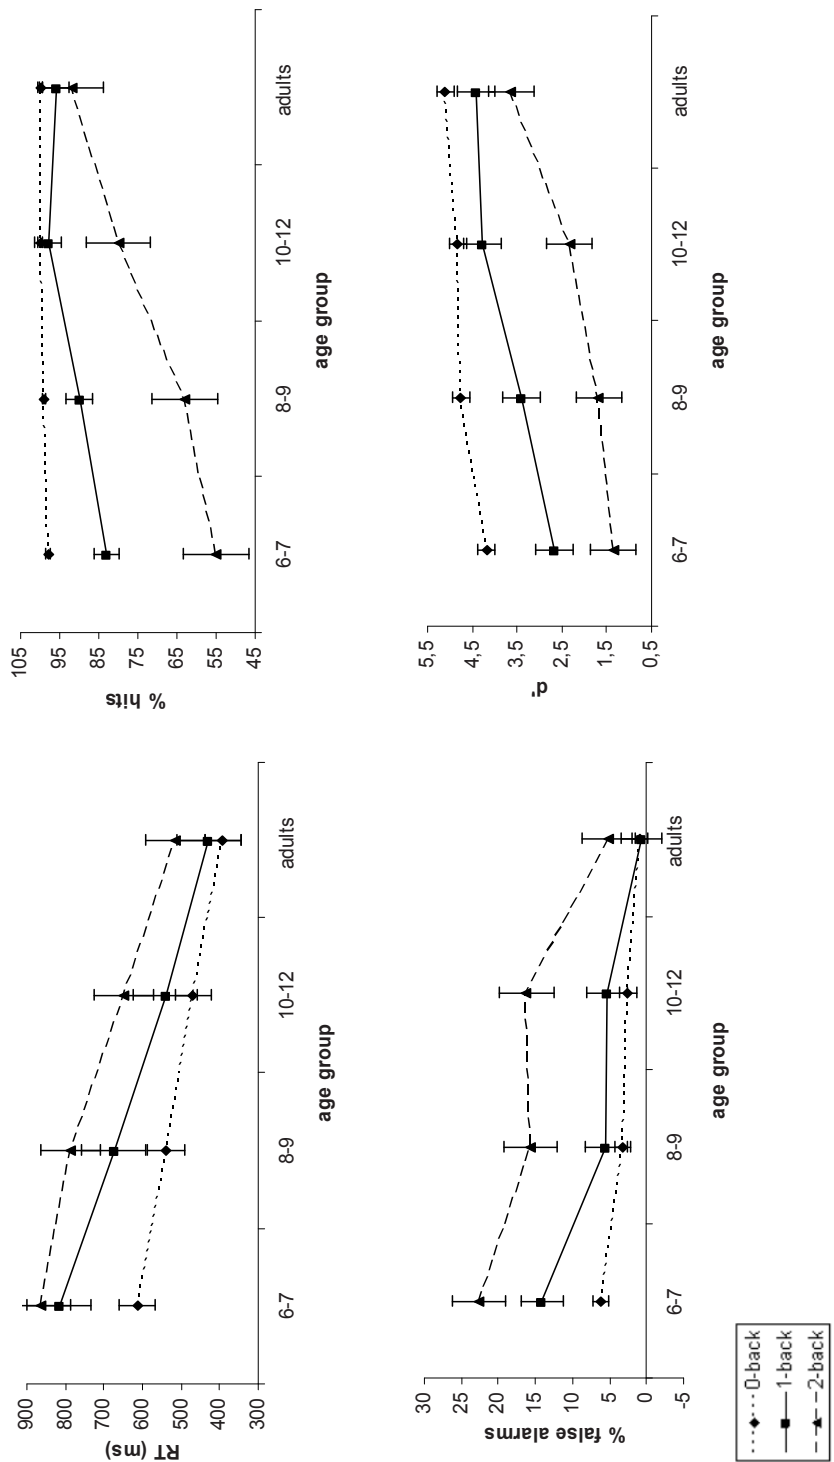 900
800
700
600
500
400
300
RT (ms)
6-7
8-9
10-12
adults
age group
105
95
85
75
65
55
45
% hits
6-7
8-9
10-12
adults
age group
30
25
20
15
10
5
0
-5
% false alarms
6-7
8-9
10-12
adults
age group
5,5
4,5
3,5
2,5
1,5
0,5
d'
6-7
8-9
10-12
adults
age group
0-back
1-back
2-back